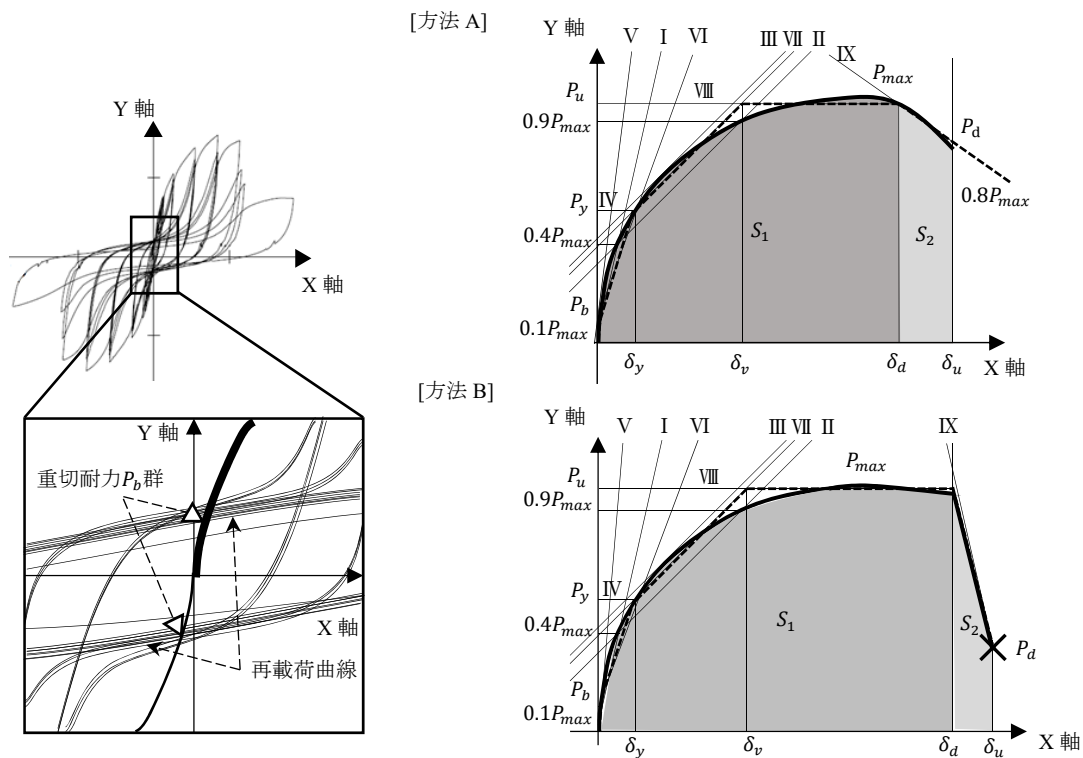 Y 軸
X 軸
Y 軸
重切耐力P_b群
X 軸
再載荷曲線
[方法 A]
Y 軸
Ⅴ Ⅰ Ⅵ Ⅲ Ⅶ Ⅱ
Ⅸ
P_u
Ⅷ
P_max
0.9P_max
P_d
P_y
Ⅳ
0.8P_max
0.4P_max
S_1
S_2
P_b
0.1P_max
δ_y δ_v δ_d δ_u
X 軸
[方法 B]
Y 軸
Ⅴ Ⅰ Ⅵ Ⅲ Ⅶ Ⅱ Ⅸ
P_u
Ⅷ
P_max
0.9P_max
P_y
Ⅳ
0.4P_max
S_1
S_2
P_d
P_b
0.1P_max
δ_y δ_v δ_d δ_u
X 軸